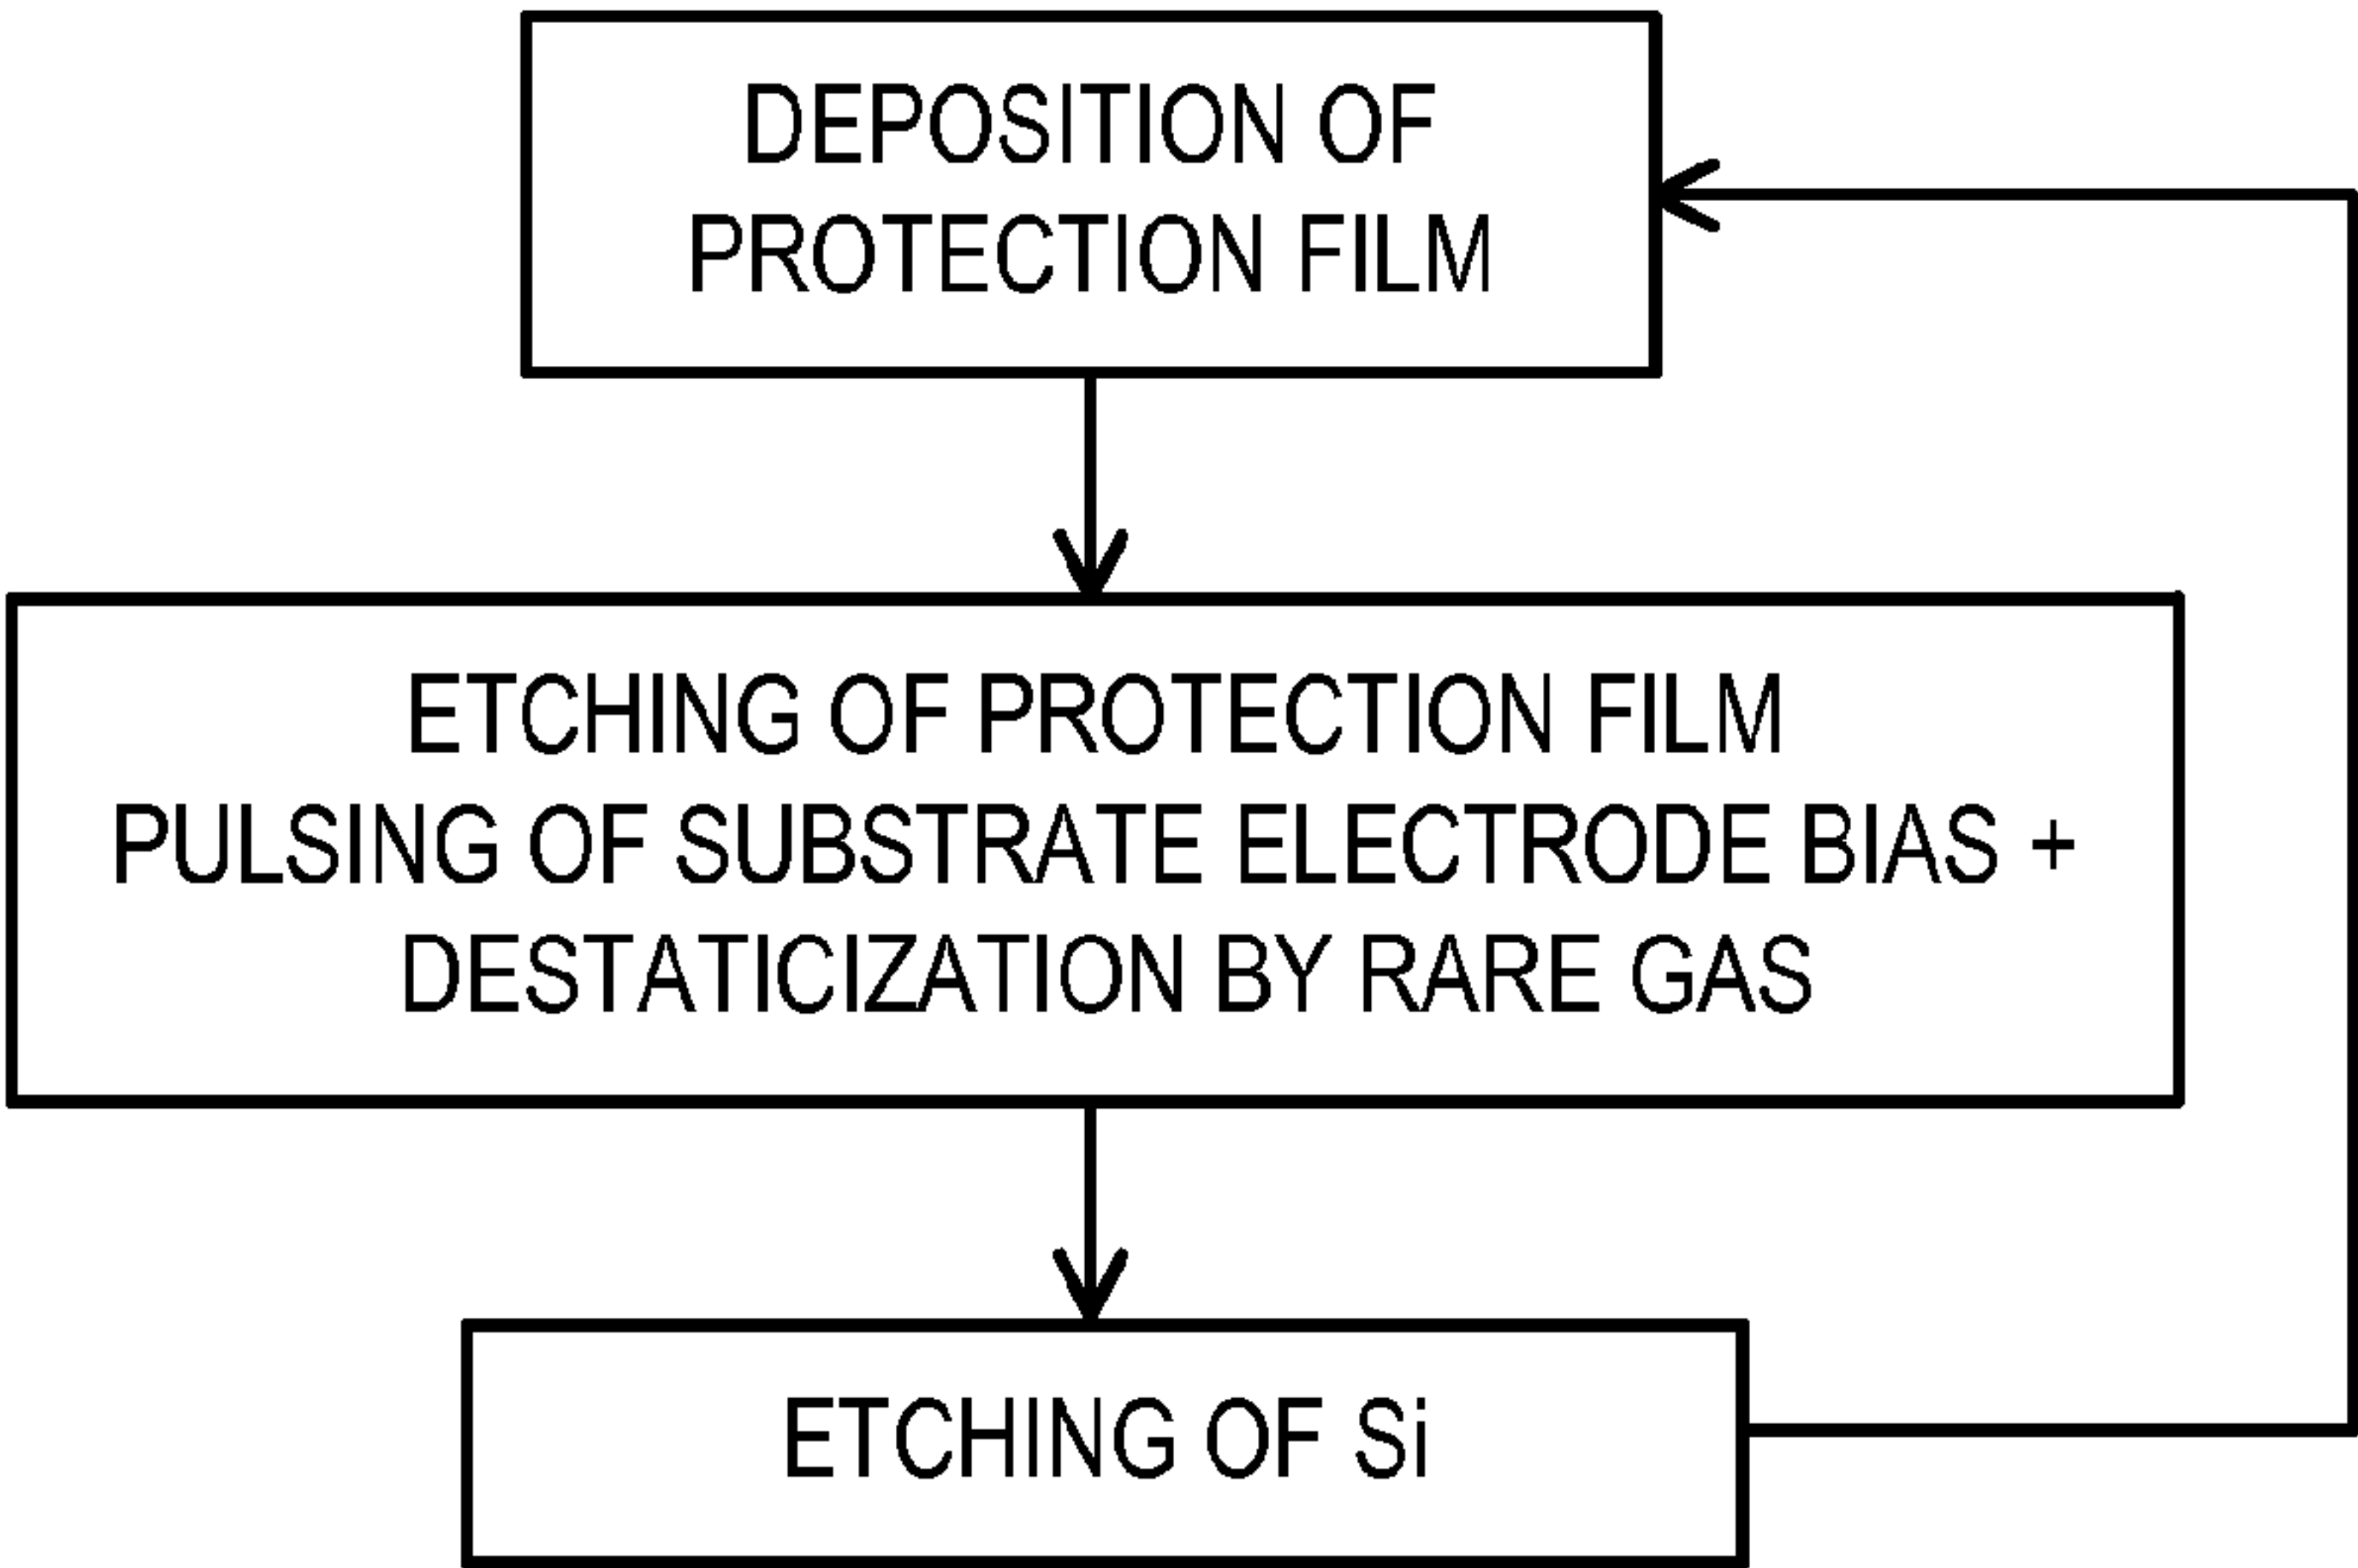 DEPOSITION OF
PROTECTION FILM
ETCHING OF PROTECTION FILM
PULSING OF SUBSTRATE ELECTRODE BIAS +
DESTATICIZATION BY RARE GAS
ETCHING OF Si